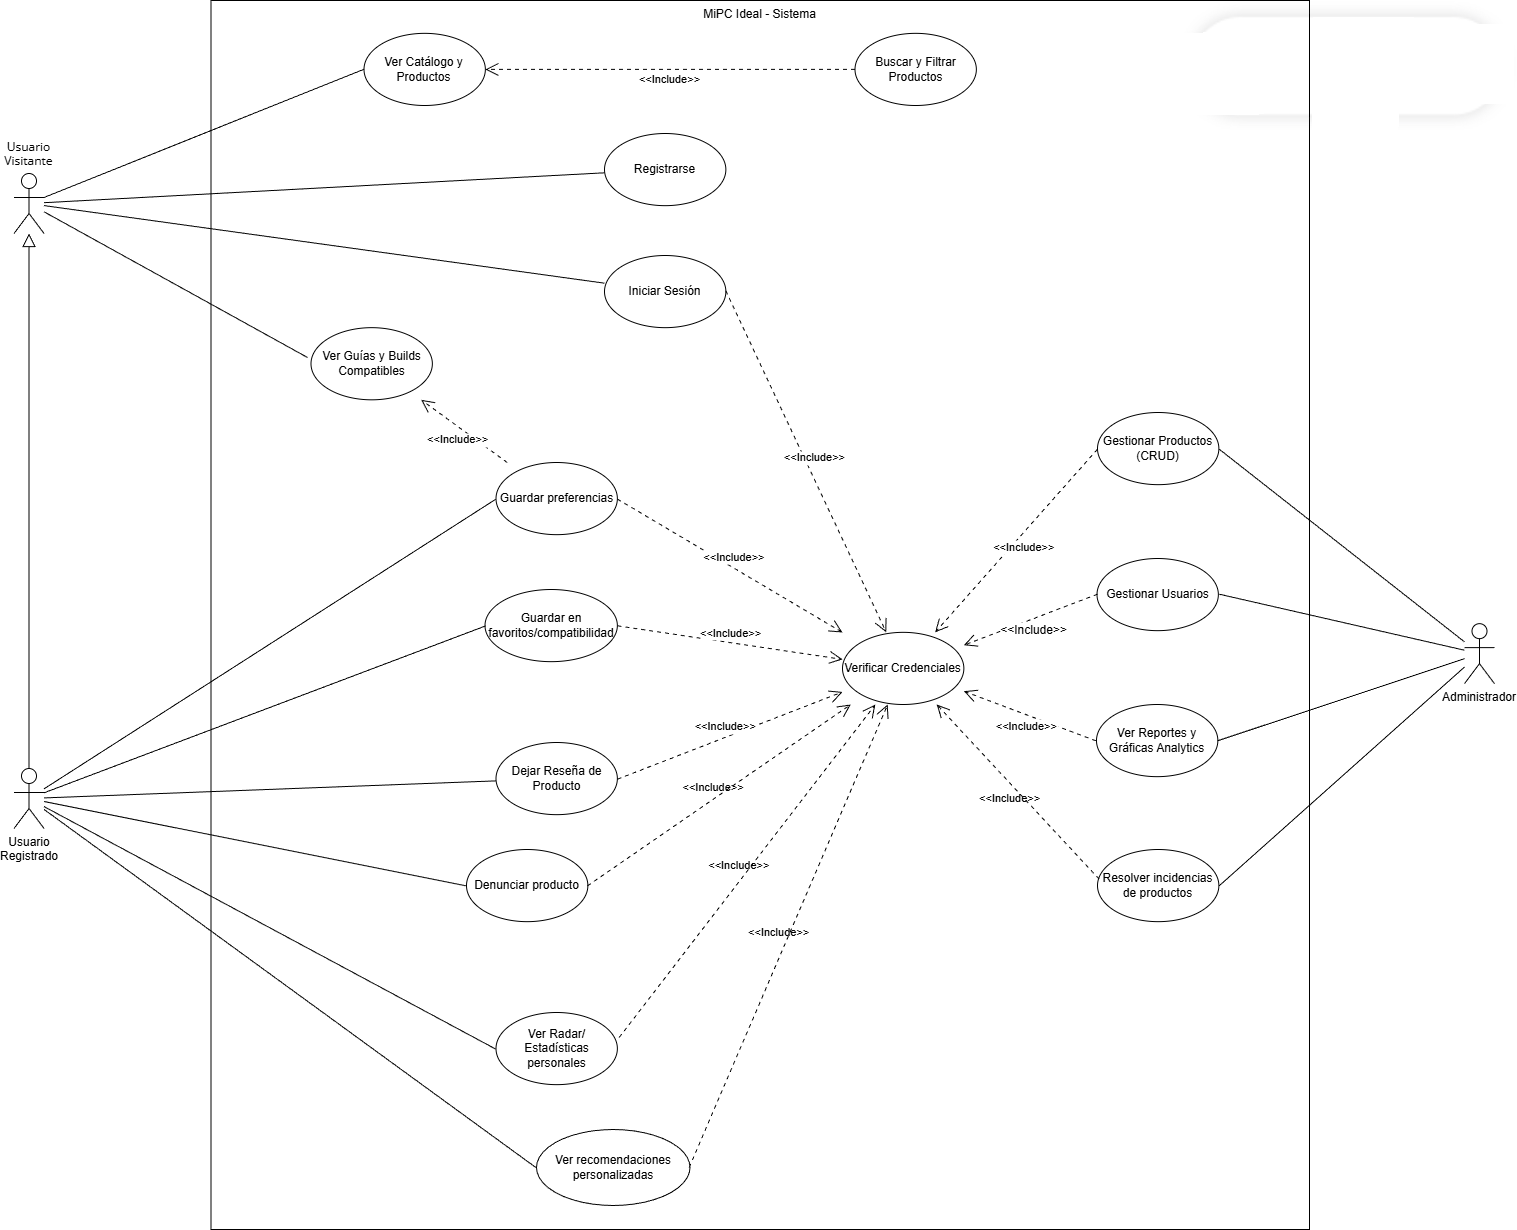 MiPC Ideal - Sistema
Ver Catálogo y
Productos
<<Include>>
Buscar y Filtrar
Productos
Usuario
Visitante
Registrarse
Iniciar Sesión
Ver Guías y Builds
Compatibles
<<Include>>
<<Include>>
Gestionar Productos
(CRUD)
Guardar preferencias
<<Include>>
<<Include>>
Gestionar Usuarios
Guardar en
favoritos/compatibilidad
<<Include>>
<<Include>>
Verificar Credenciales
Administrador
<<Include>>
<<Include>>
Ver Reportes y
Gráficas Analytics
Dejar Reseña de
Producto
<<Include>>
<<Include>>
Usuario
Registrado
Denunciar producto
<<Include>>
Resolver incidencias
de productos
<<Include>>
Ver Radar/
Estadísticas
personales
Ver recomendaciones
personalizadas